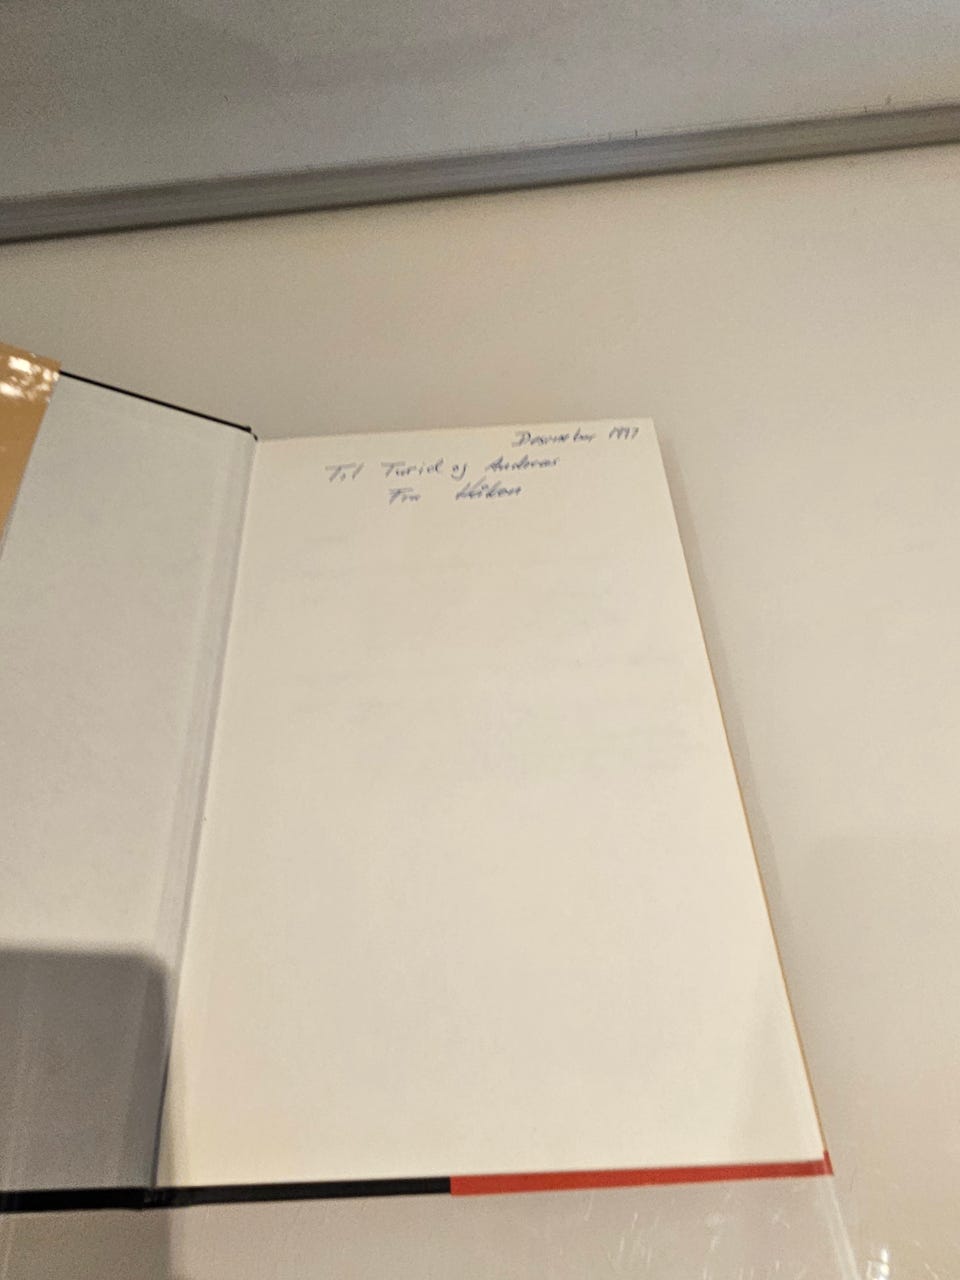 Desember 1997
Til Turid og Andreas
Fra Håkon